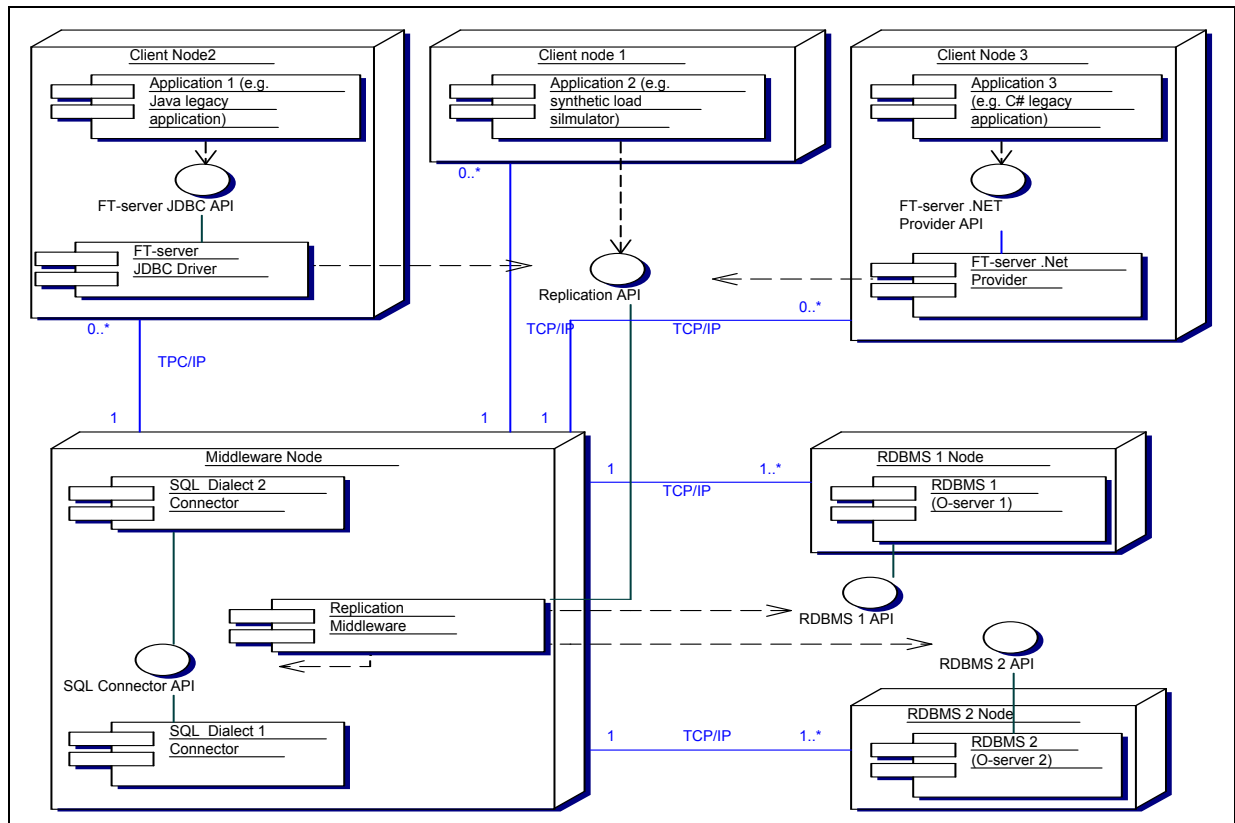 Client Node2
Application 1 (e.g.
Java legacy
application)
FT-server JDBC API
FT-server
JDBC Driver
Client node 1
Application 2 (e.g.
synthetic load
silmulator)
Client Node 3
Application 3
(e.g. C# legacy
application)
FT-server .NET
Provider API
FT-server .Net
Provider
Replication API
0..*
0..*
0..*
TPC/IP
TCP/IP
TCP/IP
1
1
1
Middleware Node
SQL Dialect 2
Connector
Replication
Middleware
SQL Connector API
SQL Dialect 1
Connector
1
TCP/IP
1..*
RDBMS 1 Node
RDBMS 1
(O-server 1)
RDBMS 1 API
RDBMS 2 API
1
TCP/IP
1..*
RDBMS 2 Node
RDBMS 2
(O-server 2)